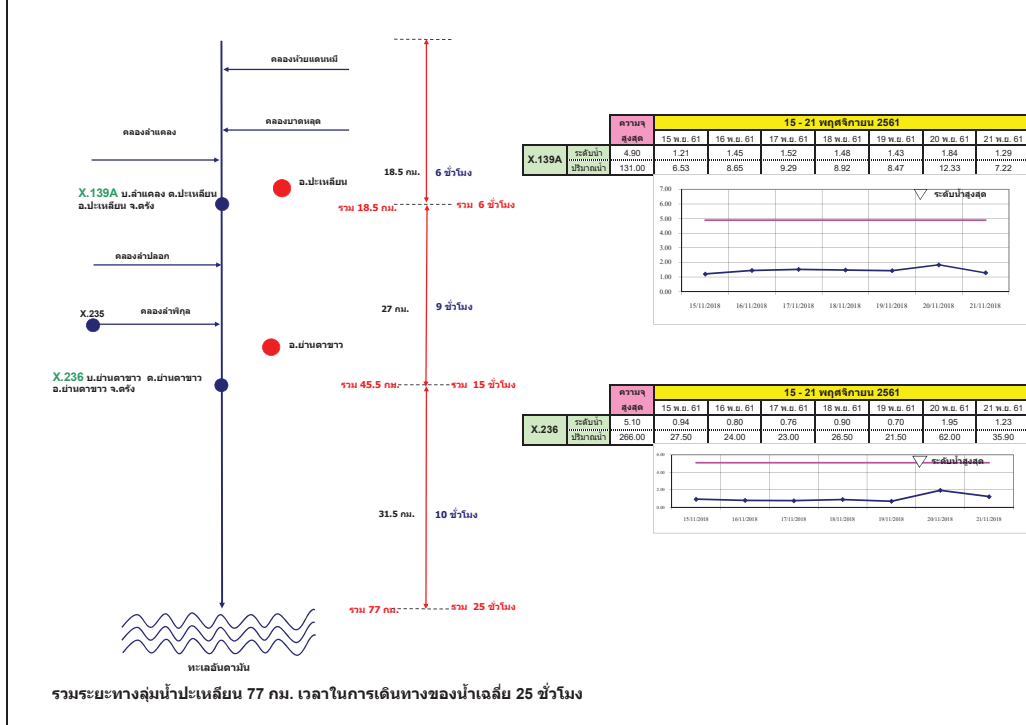 คลองห้วยแดนหมี
คลองบาดหลุด
คลองลำแคลง
18.5 กม.
6 ชั่วโมง
อ.ปะเหลียน
X.139A บ.ลำแคลง ต.ปะเหลียน
อ.ปะเหลียน จ.ตรัง
รวม 18.5 กม.
รวม 6 ชั่วโมง
คลองลำปลอก
27 กม.
9 ชั่วโมง
X.235
คลองลำพิกุล
อ.ย่านตาขาว
X.236 บ.ย่านตาขาว ต.ย่านตาขาว
อ.ย่านตาขาว จ.ตรัง
รวม 45.5 กม.
รวม 15 ชั่วโมง
31.5 กม.
10 ชั่วโมง
รวม 77 กม.
รวม 25 ชั่วโมง
ทะเลอันดามัน
ความจุ 15 - 21 พฤศจิกายน 2561
สูงสุด 15 พ.ย. 61 16 พ.ย. 61 17 พ.ย. 61 18 พ.ย. 61 19 พ.ย. 61 20 พ.ย. 61 21 พ.ย. 61
X.139A
ระดับน้ำ 4.90 1.21 1.45 1.52 1.48 1.43 1.84 1.29
ปริมาณน้ำ 131.00 6.53 8.65 9.29 8.92 8.47 12.33 7.22
ระดับน้ำสูงสุด
7.00
6.00
5.00
4.00
3.00
2.00
1.00
0.00
15/11/2018 16/11/2018 17/11/2018 18/11/2018 19/11/2018 20/11/2018 21/11/2018
ความจุ 15 - 21 พฤศจิกายน 2561
สูงสุด 15 พ.ย. 61 16 พ.ย. 61 17 พ.ย. 61 18 พ.ย. 61 19 พ.ย. 61 20 พ.ย. 61 21 พ.ย. 61
X.236
ระดับน้ำ 5.10 0.94 0.80 0.76 0.90 0.70 1.95 1.23
ปริมาณน้ำ 266.00 27.50 24.00 23.00 26.50 21.50 62.00 35.90
ระดับน้ำสูงสุด
6.00
4.00
2.00
0.00
15/11/2018 16/11/2018 17/11/2018 18/11/2018 19/11/2018 20/11/2018 21/11/2018
รวมระยะทางลุ่มน้ำปะเหลียน 77 กม. เวลาในการเดินทางของน้ำเฉลี่ย 25 ชั่วโมง